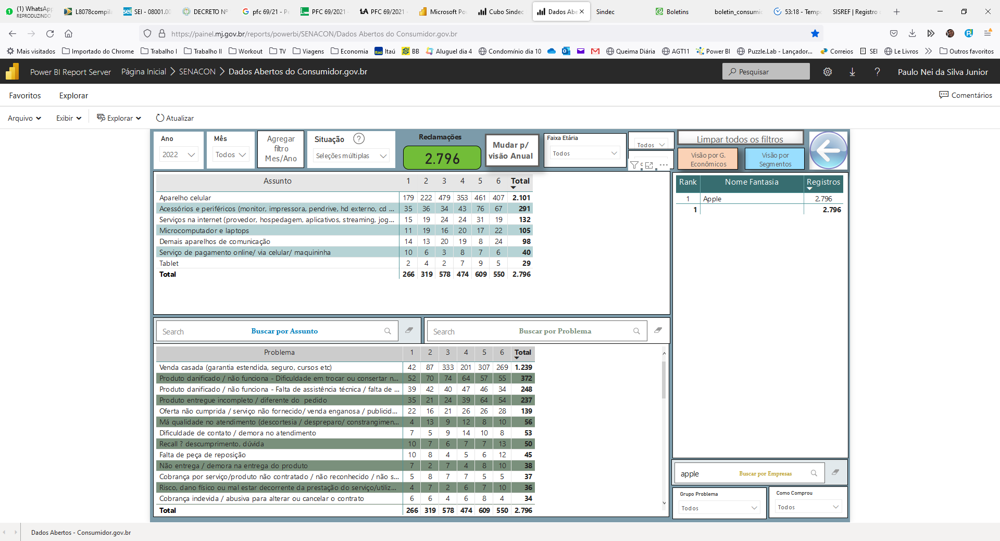 (1) WhatsApp
REPRODUZINDO
L8078compila
SEI - 08001.00
DECRETO Nº
pfc 69/21 - Pe
PFC 69/2021 -
PFC 69/2021 -
Microsoft Po
Cubo Sindec
Dados Abe
Sindec
Boletins
boletin_consumid
53:18 - Temp
SISREF | Registro
https://painel.mj.gov.br/reports/powerbi/SENACON/Dados Abertos do Consumidor.gov.br
Mais visitados Importado do Chrome Trabalho I Trabalho II Workout TV Viagens Economia Itaú BB Aluguel dia 4 Condomínio dia 10 Queima Diária AGT11 Power BI Puzzle.Lab - Lançador... Correios SEI Le Livros Outros favoritos
Power BI Report Server Página Inicial > SENACON > Dados Abertos do Consumidor.gov.br Pesquisar ? Paulo Nei da Silva Junior
Favoritos Explorar Comentários
Arquivo Exibir Explorar Atualizar
Ano
2022
Mês
Todos
Agregar
filtro
Mes/Ano
Situação ?
Seleções múltiplas
Reclamações
2.796
Mudar p/
visão Anual
Faixa Etária
Todos
Todos
Limpar todos os filtros
Visão por G.
Econômicos
Visão por
Segmentos
Assunto 1 2 3 4 5 6 Total
Aparelho celular 179 222 479 353 461 407 2.101
Acessórios e periféricos (monitor, impressora, pendrive, hd externo, cd ... 35 36 34 43 76 67 291
Serviços na internet (provedor, hospedagem, aplicativos, streaming, jog... 15 19 24 24 31 19 132
Microcomputador e laptops 11 19 16 20 17 22 105
Demais aparelhos de comunicação 14 13 20 19 8 24 98
Serviço de pagamento online/ via celular/ maquininha 10 6 3 8 7 6 40
Tablet 2 4 2 7 9 5 29
Total 266 319 578 474 609 550 2.796
Rank Nome Fantasia Registros
1 Apple 2.796
1 2.796
Search Buscar por Assunto
Search Buscar por Problema
Problema 1 2 3 4 5 6 Total
Venda casada (garantia estendida, seguro, cursos etc) 42 87 333 201 307 269 1.239
Produto danificado / não funciona - Dificuldade em trocar ou consertar n... 52 70 74 64 57 55 372
Produto danificado / não funciona - Falta de assistência técnica / falta de ... 39 42 40 47 46 34 248
Produto entregue incompleto / diferente do pedido 35 21 24 39 64 54 237
Oferta não cumprida / serviço não fornecido/ venda enganosa / publicid... 22 16 21 26 26 28 139
Má qualidade no atendimento (descortesia / despreparo/ constrangimen... 4 13 9 12 8 10 56
Dificuldade de contato / demora no atendimento 7 5 9 14 10 8 53
Recall ? descumprimento, dúvida 10 7 6 7 7 13 50
Falta de peça de reposição 10 8 4 5 6 12 45
Não entrega / demora na entrega do produto 7 2 7 4 8 10 38
Cobrança por serviço/produto não contratado / não reconhecido / não s... 5 8 7 7 5 5 37
Risco, dano físico ou mal estar decorrente da prestação do serviço/utiliz... 4 7 2 6 7 10 36
Cobrança indevida / abusiva para alterar ou cancelar o contrato 6 6 4 6 8 4 34
Total 266 319 578 474 609 550 2.796
apple Buscar por Empresas
Grupo Problema
Todos
Como Comprou
Todos
Dados Abertos - Consumidor.gov.br